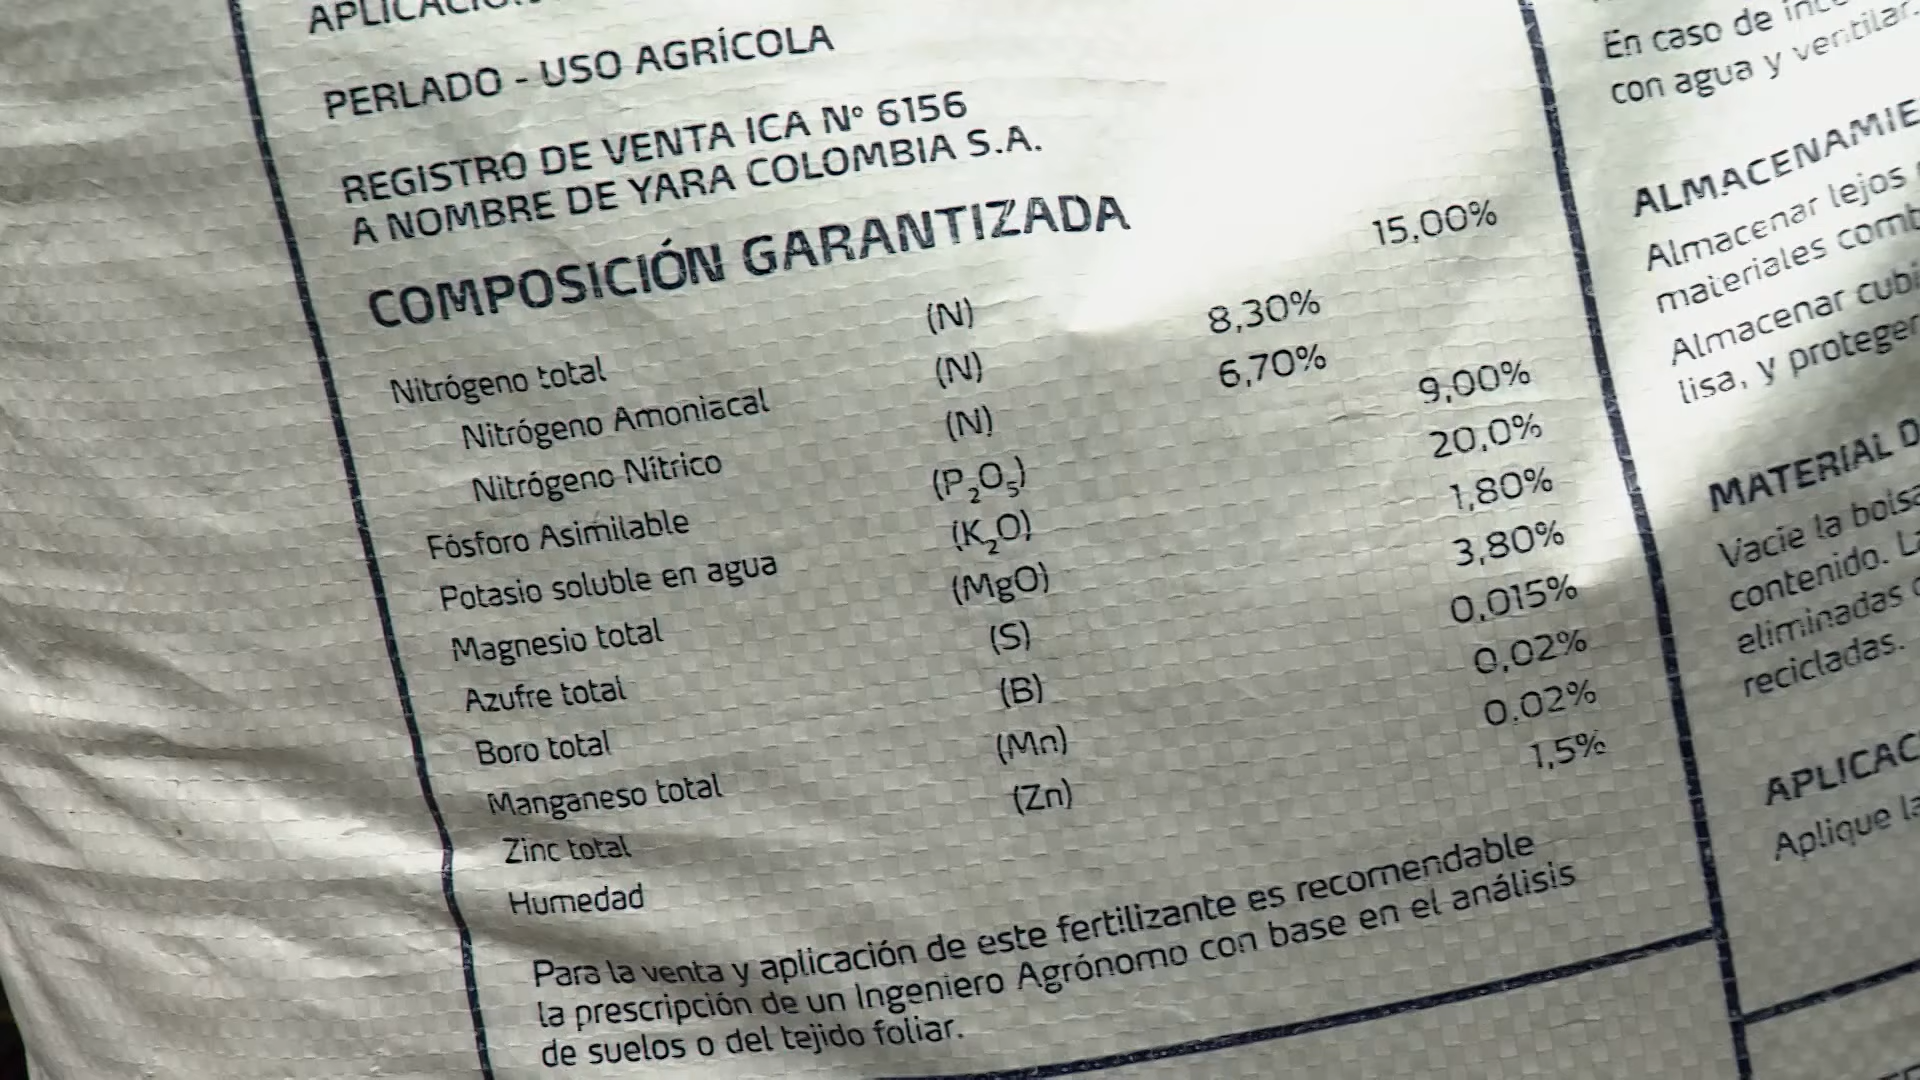 PERLADO - USO AGRÍCOLA
REGISTRO DE VENTA ICA Nº 6156
A NOMBRE DE YARA COLOMBIA S.A.
COMPOSICIÓN GARANTIZADA
Nitrógeno total (N) 15,00%
Nitrógeno Amoniacal (N) 8,30%
Nitrógeno Nítrico (N) 6,70%
Fósforo Asimilable (P₂O₅) 9,00%
Potasio soluble en agua (K₂O) 20,0%
Magnesio total (MgO) 1,80%
Azufre total (S) 3,80%
Boro total (B) 0,015%
Manganeso total (Mn) 0,02%
Zinc total (Zn) 0,02%
Humedad 1,5%
Para la venta y aplicación de este fertilizante es recomendable
la prescripción de un Ingeniero Agrónomo con base en el análisis
de suelos o del tejido foliar.
En caso de
con agua y ventilar.
Almacenar lejos
materiales
Almacenar
lisa, y proteger
MATERIAL
Vacíe la bolsa
contenido.
eliminadas
recicladas.
Aplique